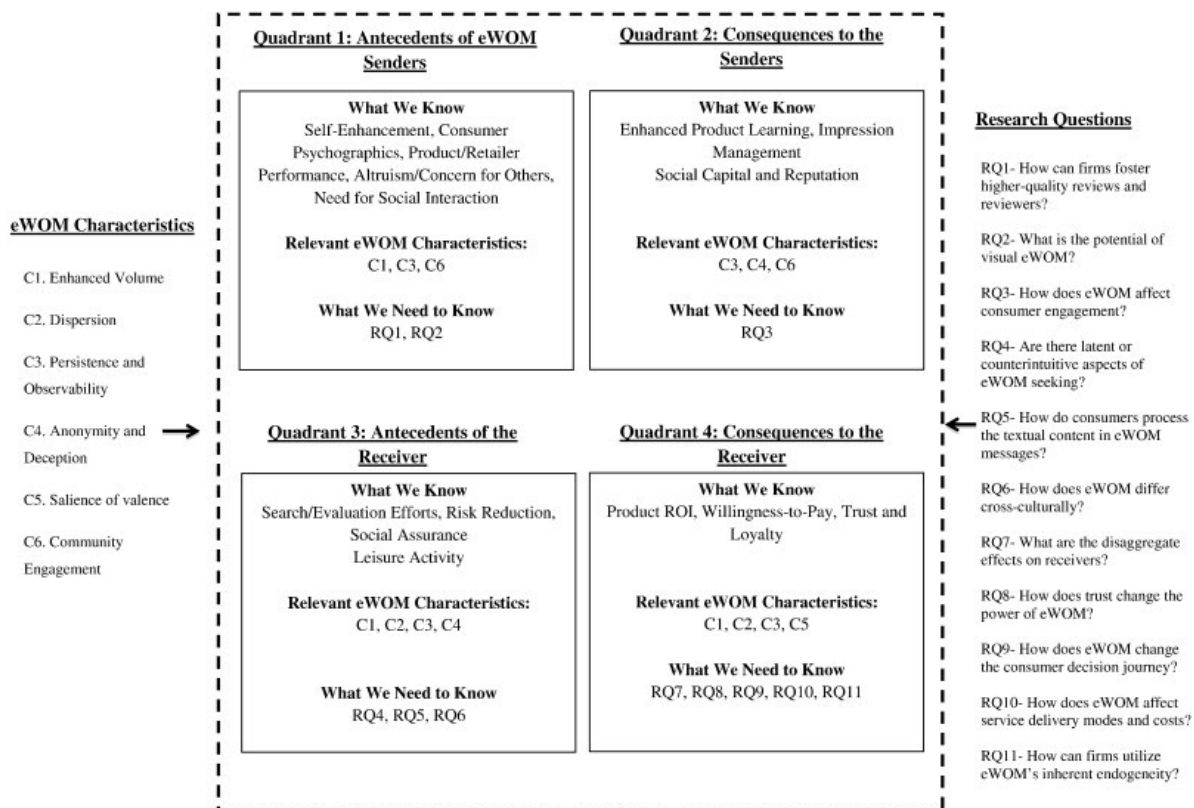 eWOM Characteristics
C1. Enhanced Volume
C2. Dispersion
C3. Persistence and
Observability
C4. Anonymity and
Deception
C5. Salience of valence
C6. Community
Engagement
Quadrant 1: Antecedents of eWOM
Senders
What We Know
Self-Enhancement, Consumer
Psychographics, Product/Retailer
Performance, Altruism/Concern for Others,
Need for Social Interaction
Relevant eWOM Characteristics:
C1, C3, C6
What We Need to Know
RQ1, RQ2
Quadrant 2: Consequences to the
Senders
What We Know
Enhanced Product Learning, Impression
Management
Social Capital and Reputation
Relevant eWOM Characteristics:
C3, C4, C6
What We Need to Know
RQ3
Quadrant 3: Antecedents of the
Receiver
What We Know
Search/Evaluation Efforts, Risk Reduction,
Social Assurance
Leisure Activity
Relevant eWOM Characteristics:
C1, C2, C3, C4
What We Need to Know
RQ4, RQ5, RQ6
Quadrant 4: Consequences to the
Receiver
What We Know
Product ROI, Willingness-to-Pay, Trust and
Loyalty
Relevant eWOM Characteristics:
C1, C2, C3, C5
What We Need to Know
RQ7, RQ8, RQ9, RQ10, RQ11
Research Questions
RQ1- How can firms foster
higher-quality reviews and
reviewers?
RQ2- What is the potential of
visual eWOM?
RQ3- How does eWOM affect
consumer engagement?
RQ4- Are there latent or
counterintuitive aspects of
eWOM seeking?
RQ5- How do consumers process
the textual content in eWOM
messages?
RQ6- How does eWOM differ
cross-culturally?
RQ7- What are the disaggregate
effects on receivers?
RQ8- How does trust change the
power of eWOM?
RQ9- How does eWOM change
the consumer decision journey?
RQ10- How does eWOM affect
service delivery modes and costs?
RQ11- How can firms utilize
eWOM's inherent endogeneity?